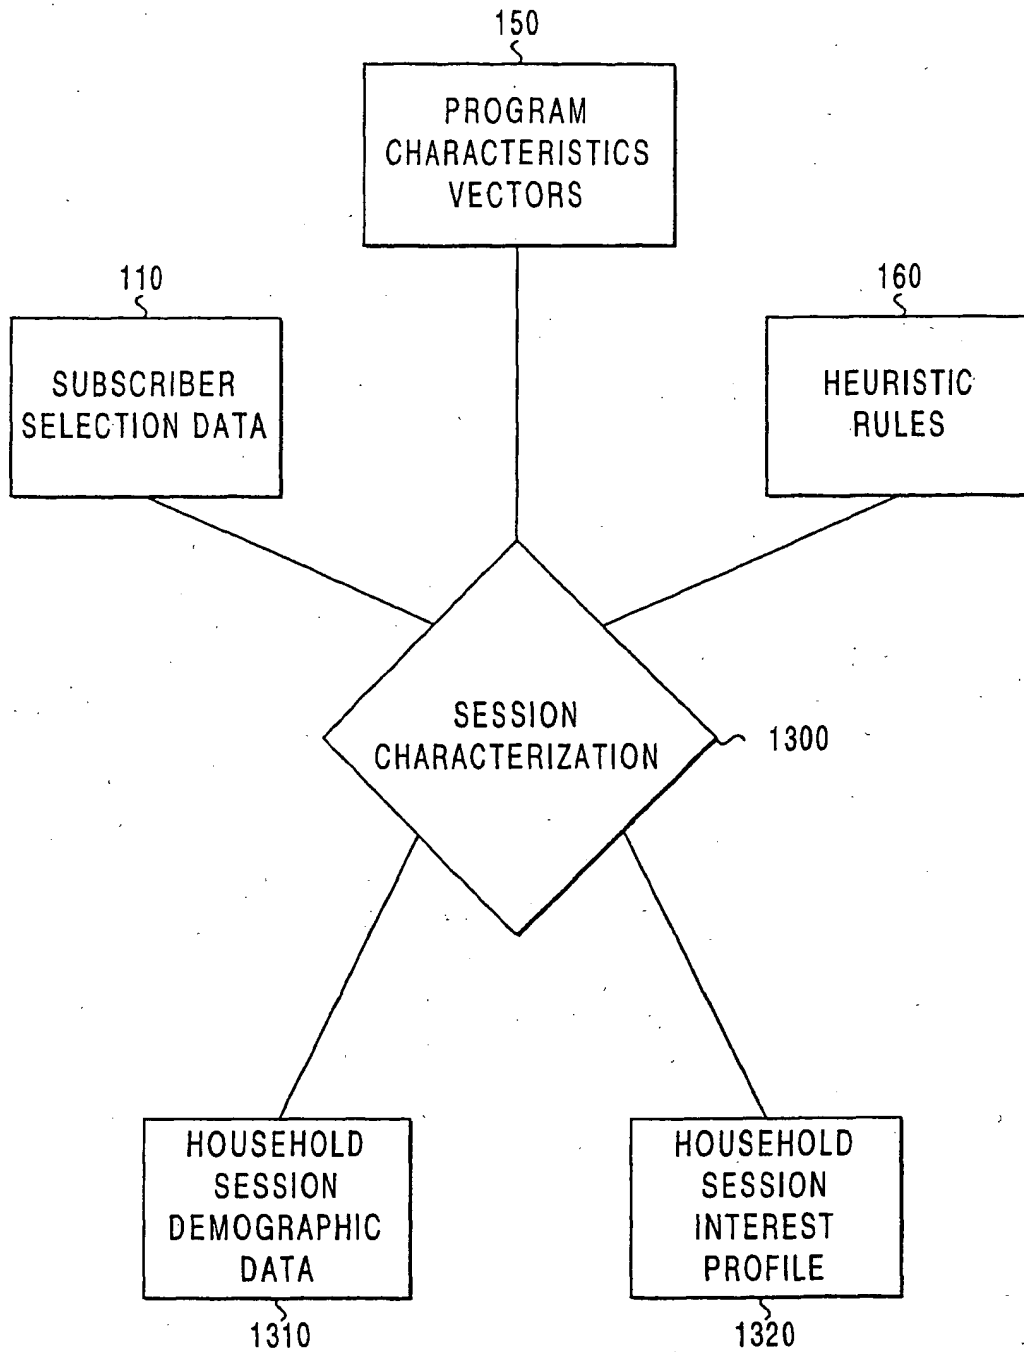 150
PROGRAM
CHARACTERISTICS
VECTORS
110
SUBSCRIBER
SELECTION DATA
160
HEURISTIC
RULES
SESSION
CHARACTERIZATION
1300
HOUSEHOLD
SESSION
DEMOGRAPHIC
DATA
1310
HOUSEHOLD
SESSION
INTEREST
PROFILE
1320